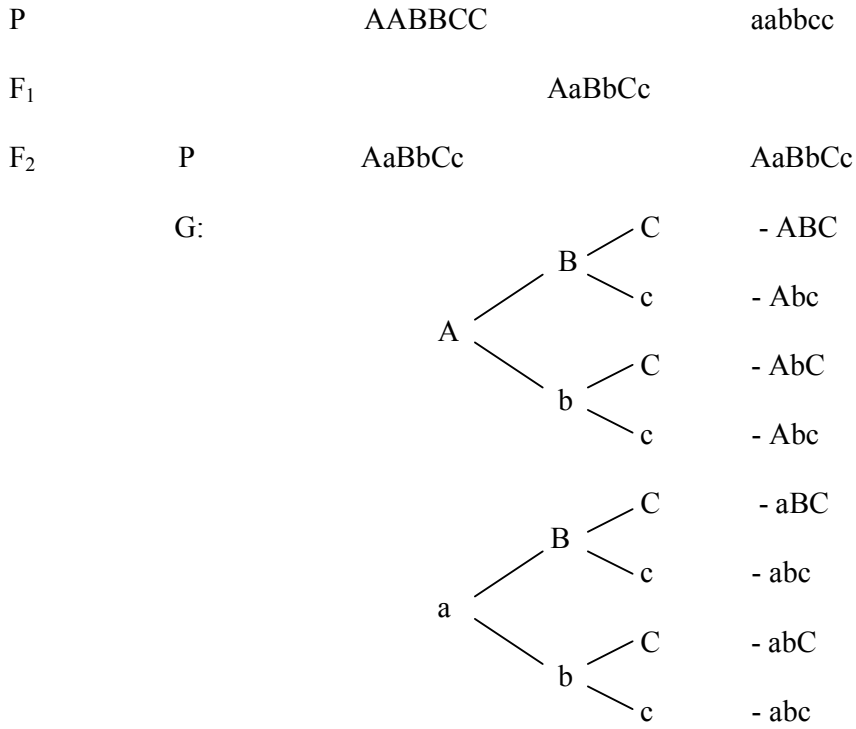 P AABBCC aabbcc
F₁ AaBbCc
F₂ P AaBbCc AaBbCc
G: C - ABC
B
c - Abc
A
C - AbC
b
c - Abc
C - aBC
B
c - abc
a
C - abC
b
c - abc